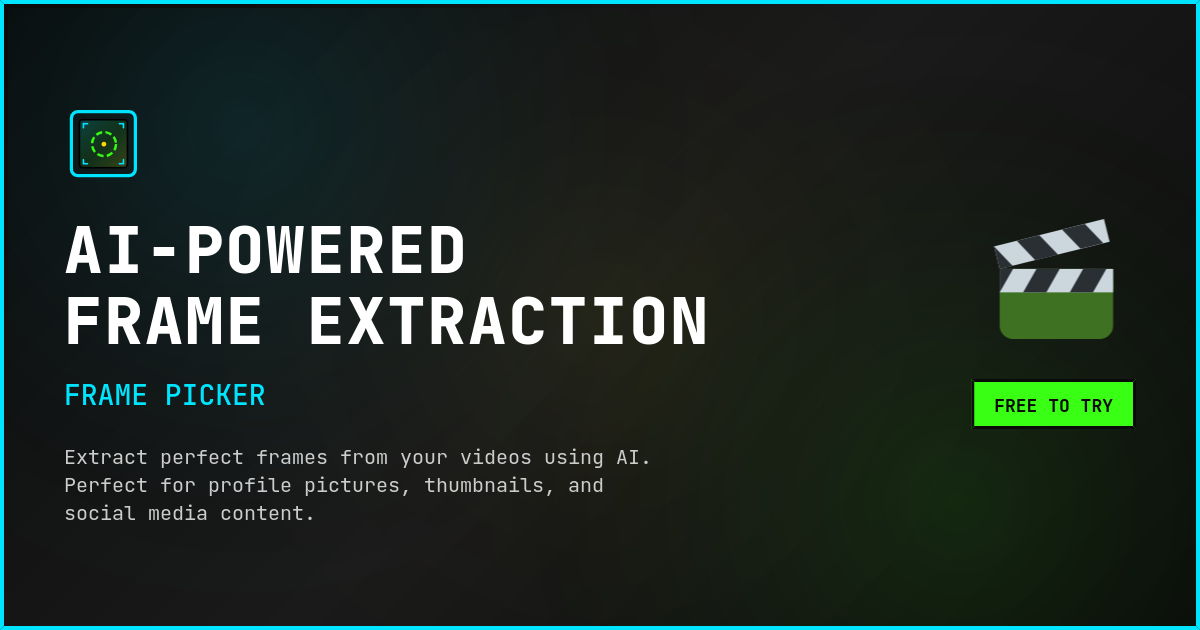 AI-POWERED
FRAME EXTRACTION
FRAME PICKER
Extract perfect frames from your videos using AI.
Perfect for profile pictures, thumbnails, and
social media content.
FREE TO TRY